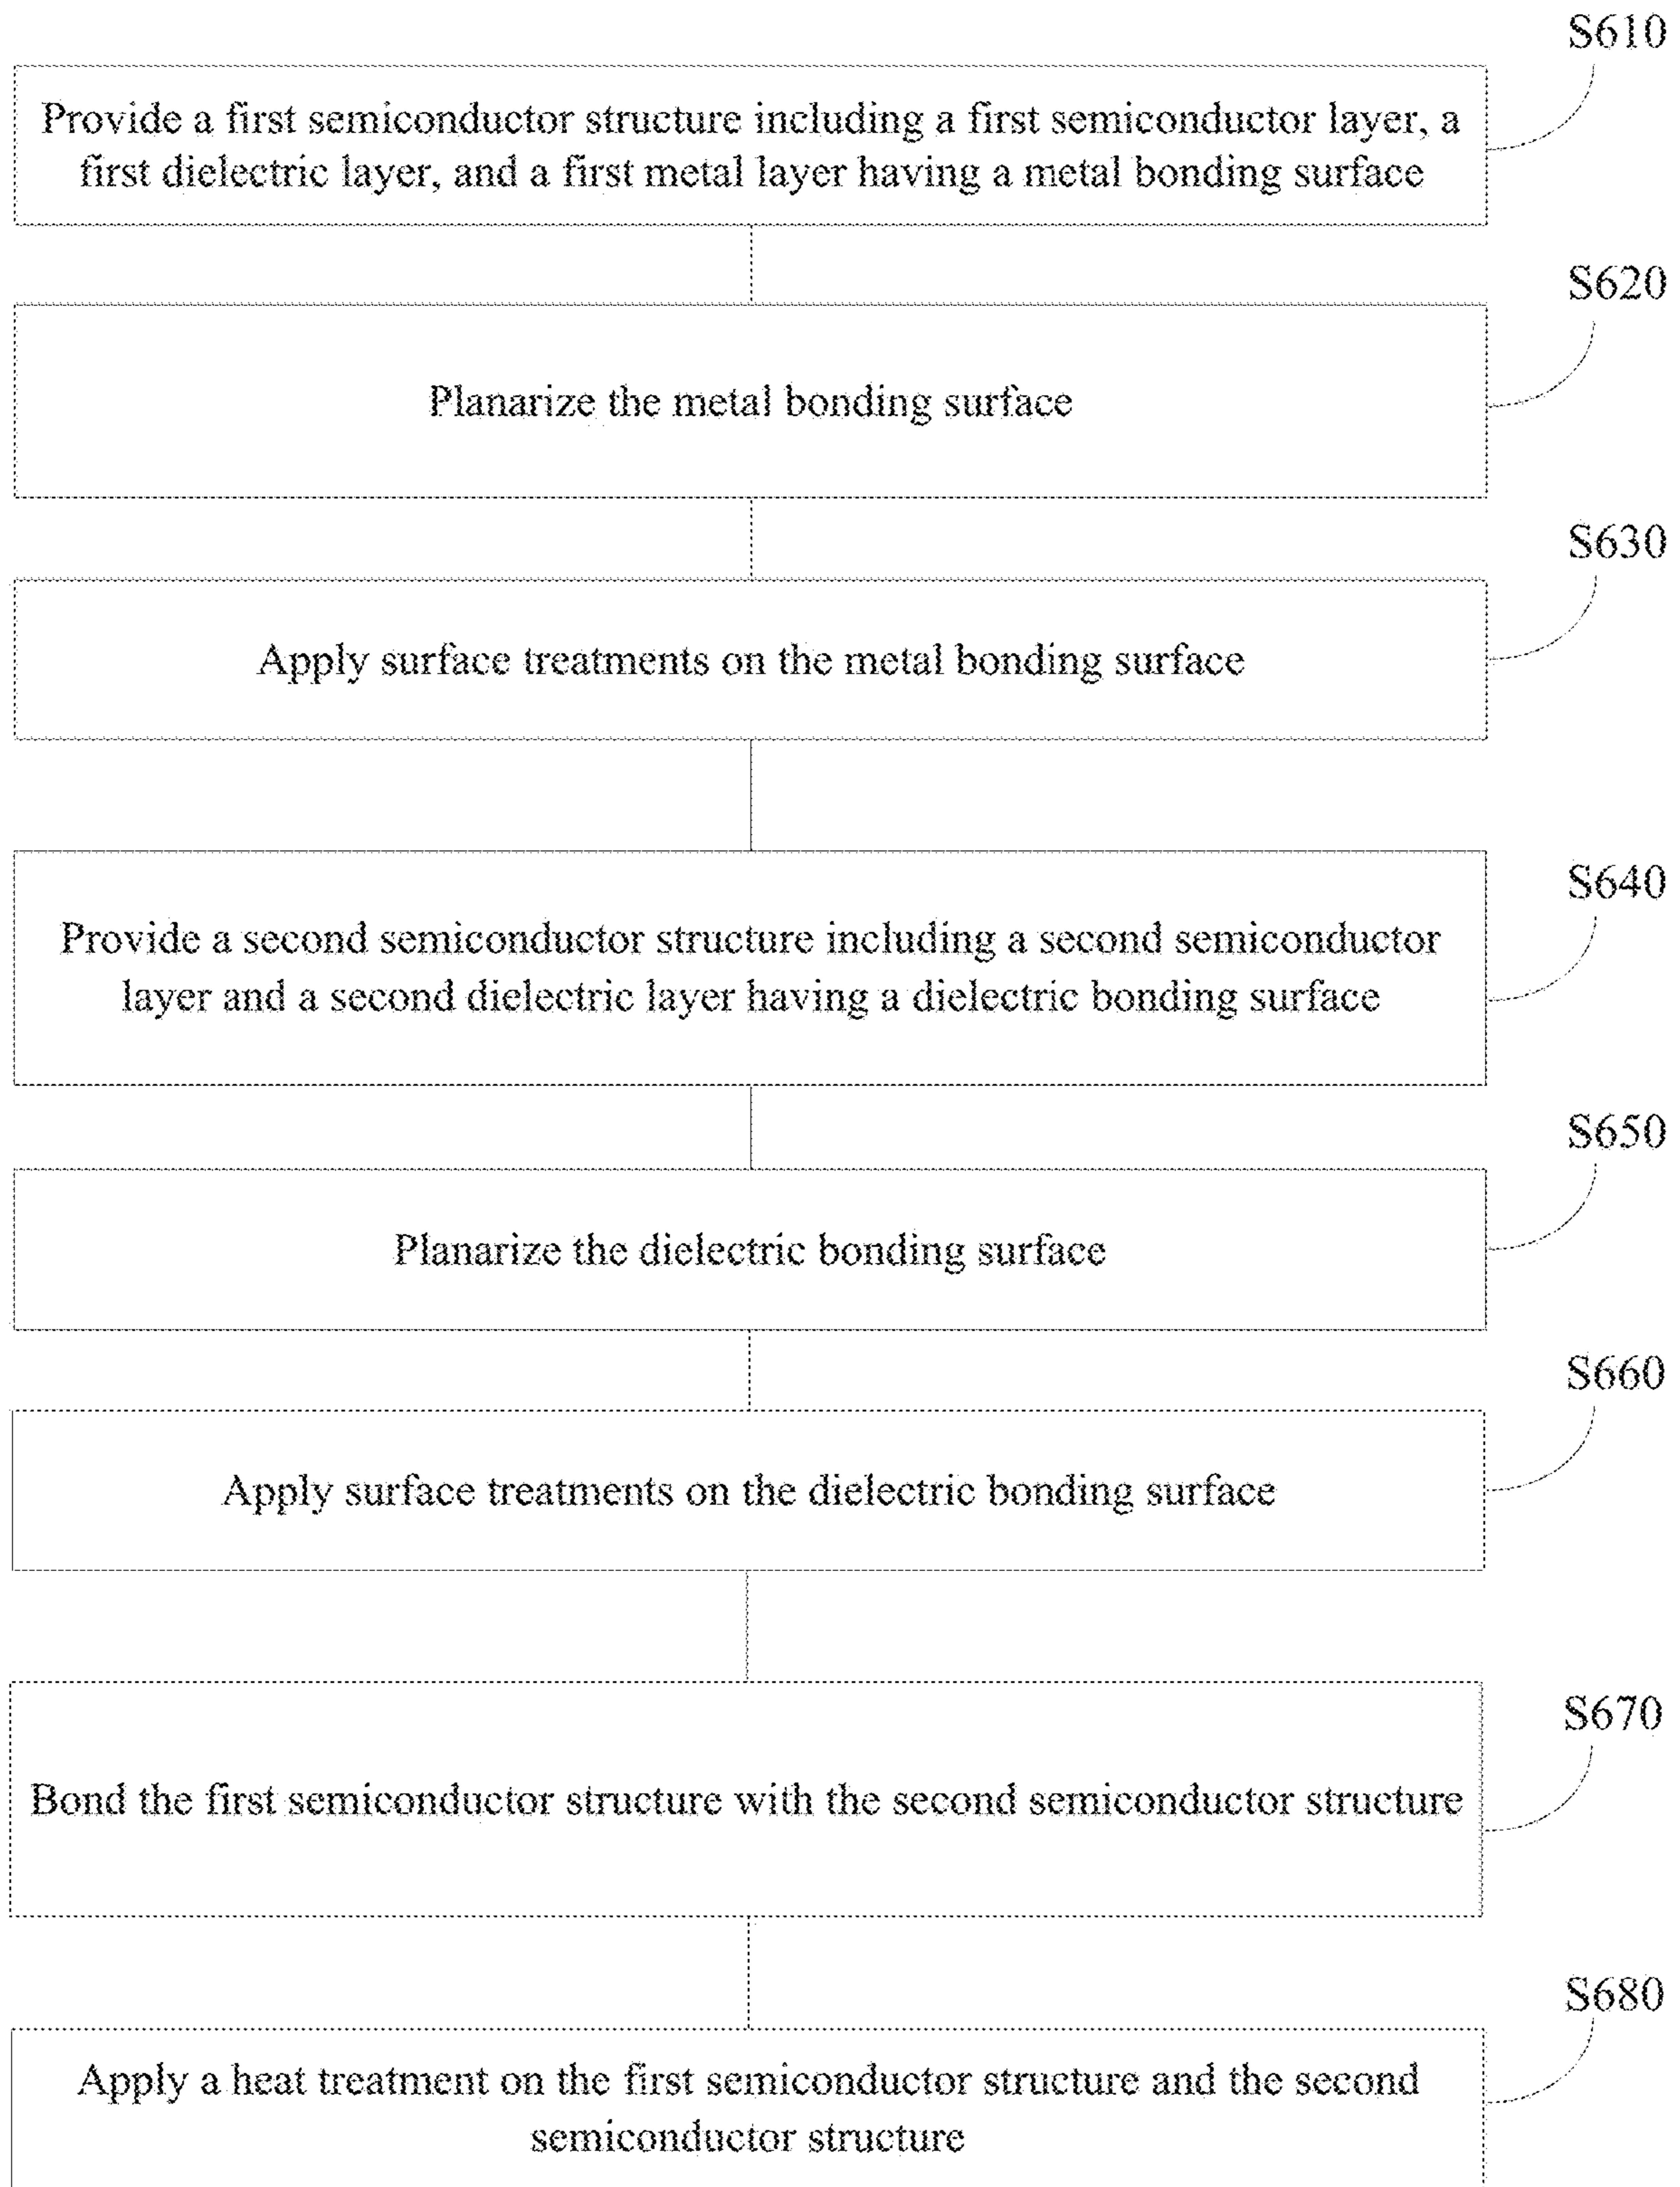 S610
Provide a first semiconductor structure including a first semiconductor layer, a
first dielectric layer, and a first metal layer having a metal bonding surface
S620
Planarize the metal bonding surface
S630
Apply surface treatments on the metal bonding surface
S640
Provide a second semiconductor structure including a second semiconductor
layer and a second dielectric layer having a dielectric bonding surface
S650
Planarize the dielectric bonding surface
S660
Apply surface treatments on the dielectric bonding surface
S670
Bond the first semiconductor structure with the second semiconductor structure
S680
Apply a heat treatment on the first semiconductor structure and the second
semiconductor structure